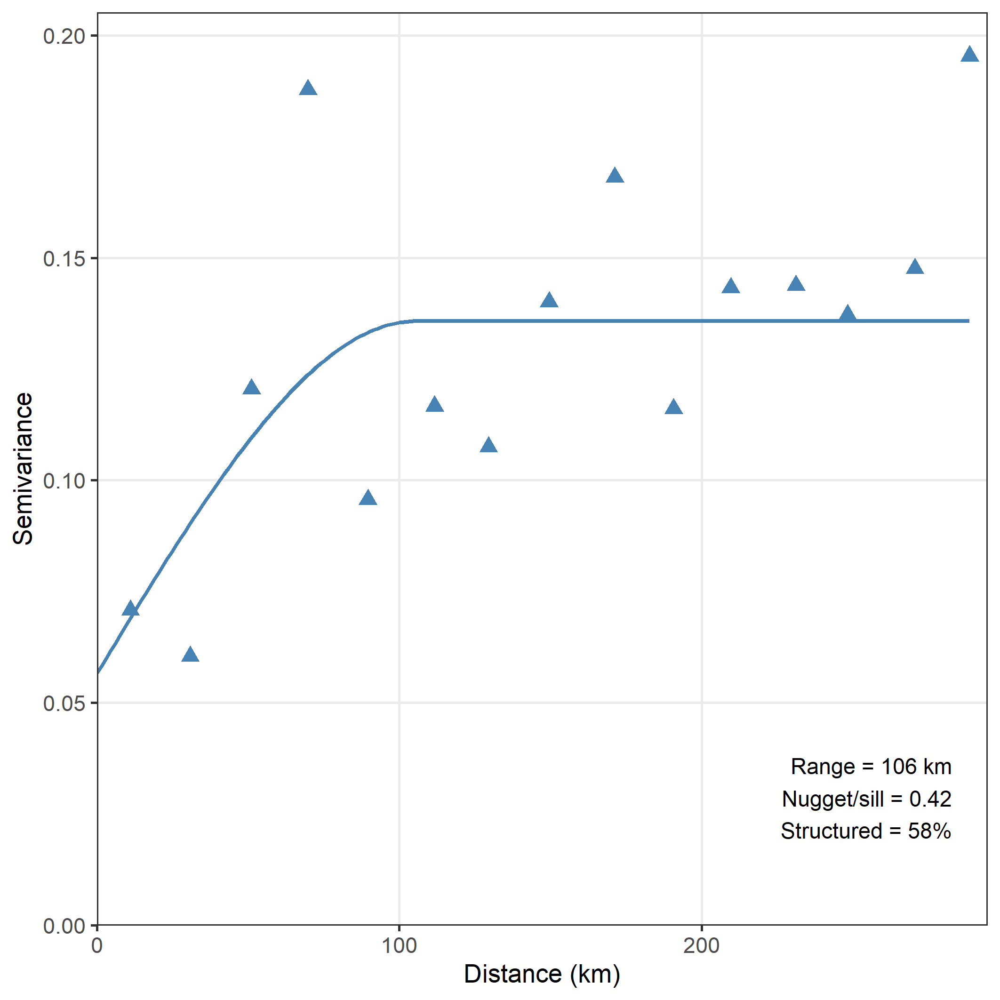 0.20
0.15
0.10
0.05
0.00
Semivariance
Range = 106 km
Nugget/sill = 0.42
Structured = 58%
0
100
200
Distance (km)